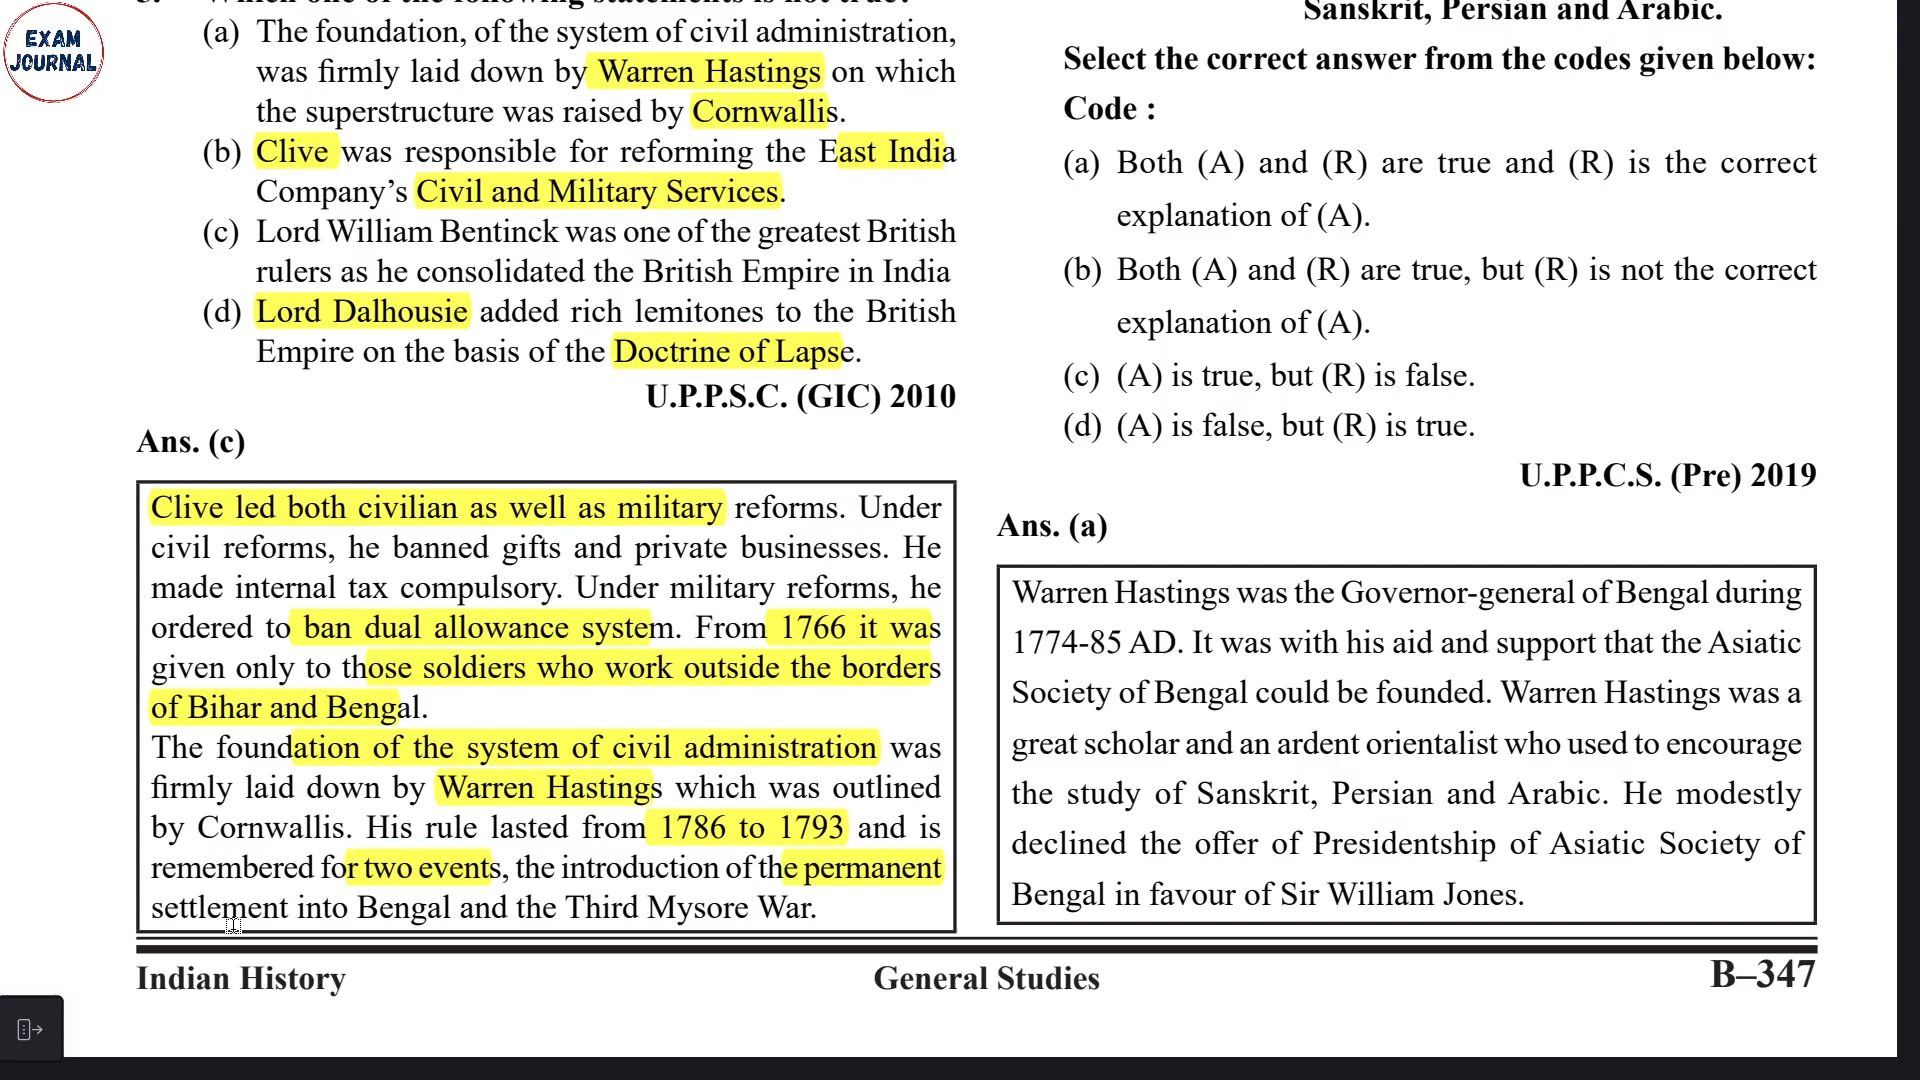 EXAM
JOURNAL
(a) The foundation, of the system of civil administration,
was firmly laid down by Warren Hastings on which
the superstructure was raised by Cornwallis.
(b) Clive was responsible for reforming the East India
Company’s Civil and Military Services.
(c) Lord William Bentinck was one of the greatest British
rulers as he consolidated the British Empire in India
(d) Lord Dalhousie added rich lemitones to the British
Empire on the basis of the Doctrine of Lapse.
U.P.P.S.C. (GIC) 2010
Ans. (c)
Clive led both civilian as well as military reforms. Under
civil reforms, he banned gifts and private businesses. He
made internal tax compulsory. Under military reforms, he
ordered to ban dual allowance system. From 1766 it was
given only to those soldiers who work outside the borders
of Bihar and Bengal.
The foundation of the system of civil administration was
firmly laid down by Warren Hastings which was outlined
by Cornwallis. His rule lasted from 1786 to 1793 and is
remembered for two events, the introduction of the permanent
settlement into Bengal and the Third Mysore War.
Sanskrit, Persian and Arabic.
Select the correct answer from the codes given below:
Code :
(a) Both (A) and (R) are true and (R) is the correct
explanation of (A).
(b) Both (A) and (R) are true, but (R) is not the correct
explanation of (A).
(c) (A) is true, but (R) is false.
(d) (A) is false, but (R) is true.
U.P.P.C.S. (Pre) 2019
Ans. (a)
Warren Hastings was the Governor-general of Bengal during
1774-85 AD. It was with his aid and support that the Asiatic
Society of Bengal could be founded. Warren Hastings was a
great scholar and an ardent orientalist who used to encourage
the study of Sanskrit, Persian and Arabic. He modestly
declined the offer of Presidentship of Asiatic Society of
Bengal in favour of Sir William Jones.
Indian History
General Studies
B–347